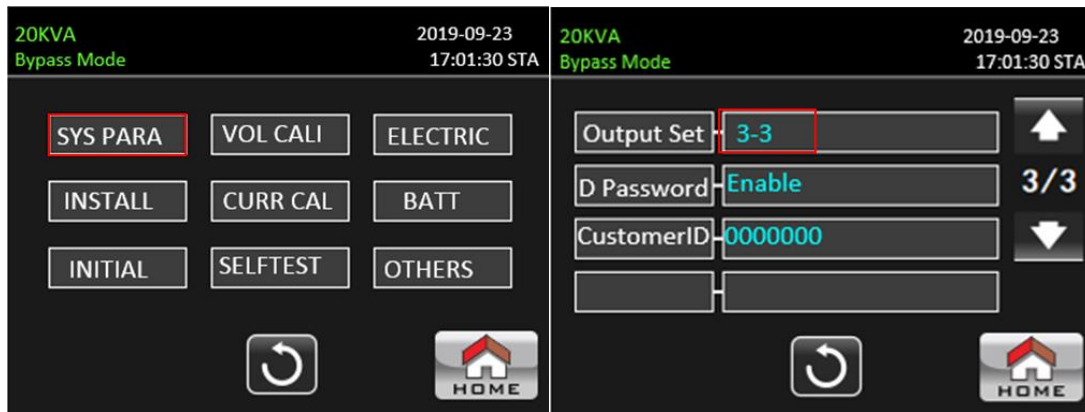 20KVA 2019-09-23
Bypass Mode 17:01:30 STA
SYS PARA VOL CALI ELECTRIC
INSTALL CURR CAL BATT
INITIAL SELFTEST OTHERS
HOME
20KVA 2019-09-23
Bypass Mode 17:01:30 STA
Output Set 3-3
D Password Enable 3/3
CustomerID 0000000
HOME